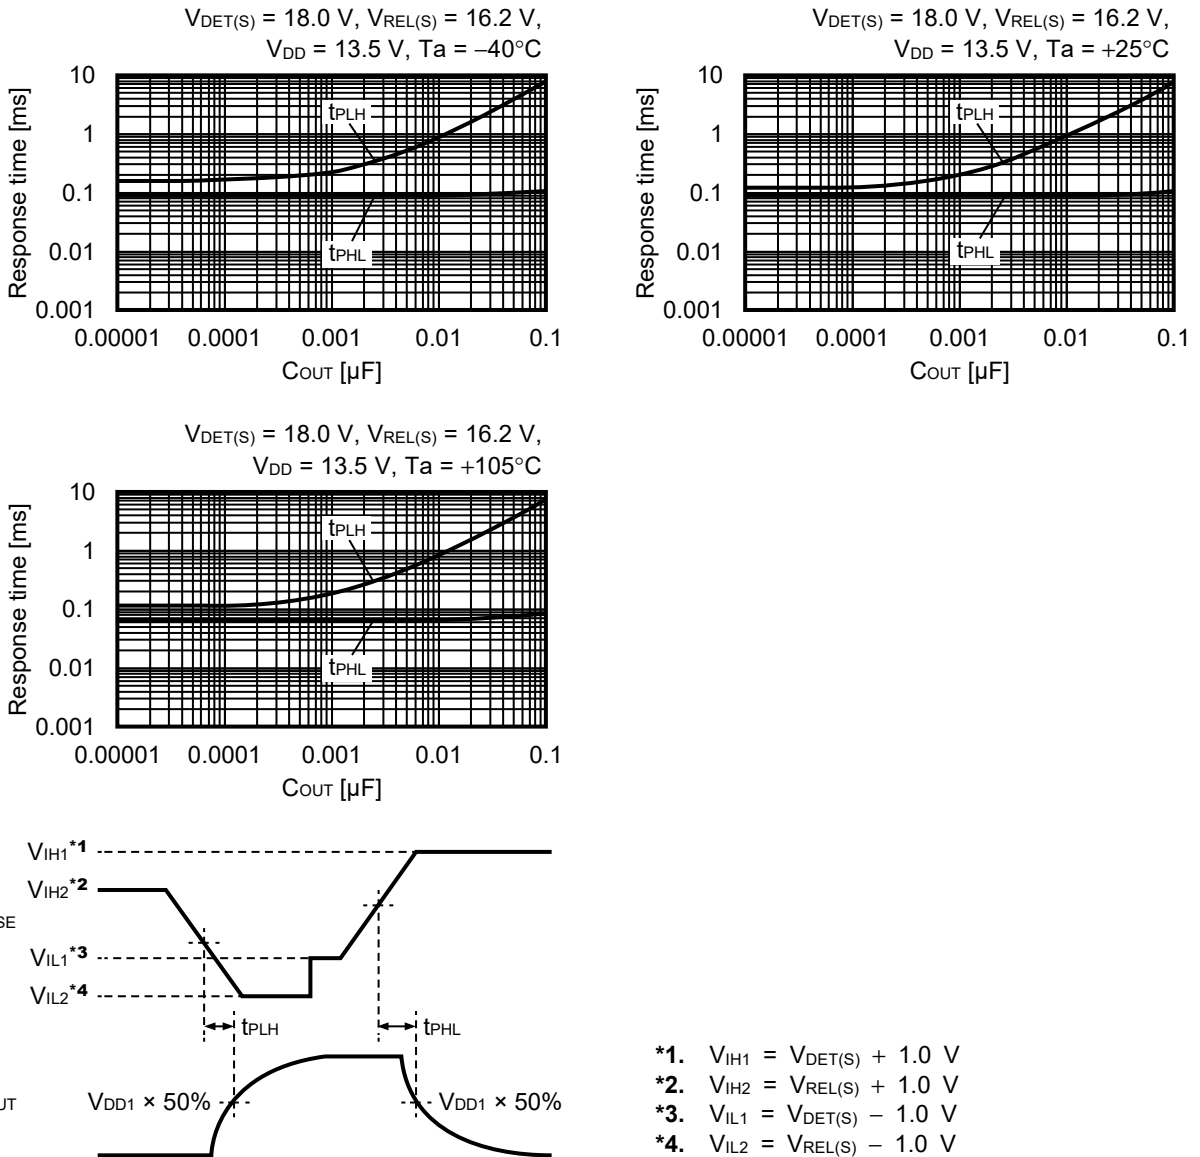 VDET(S) = 18.0 V, VREL(S) = 16.2 V,
VDD = 13.5 V, Ta = −40°C
Response time [ms]
10
1
0.1
0.01
0.001
tPLH
tPHL
0.00001 0.0001 0.001 0.01 0.1
COUT [µF]
VDET(S) = 18.0 V, VREL(S) = 16.2 V,
VDD = 13.5 V, Ta = +25°C
Response time [ms]
10
1
0.1
0.01
0.001
tPLH
tPHL
0.00001 0.0001 0.001 0.01 0.1
COUT [µF]
VDET(S) = 18.0 V, VREL(S) = 16.2 V,
VDD = 13.5 V, Ta = +105°C
Response time [ms]
10
1
0.1
0.01
0.001
tPLH
tPHL
0.00001 0.0001 0.001 0.01 0.1
COUT [µF]
VIH1*1
VIH2*2
SE
VIL1*3
VIL2*4
tPLH
tPHL
UT
VDD1 × 50%
VDD1 × 50%
*1. VIH1 = VDET(S) + 1.0 V
*2. VIH2 = VREL(S) + 1.0 V
*3. VIL1 = VDET(S) − 1.0 V
*4. VIL2 = VREL(S) − 1.0 V